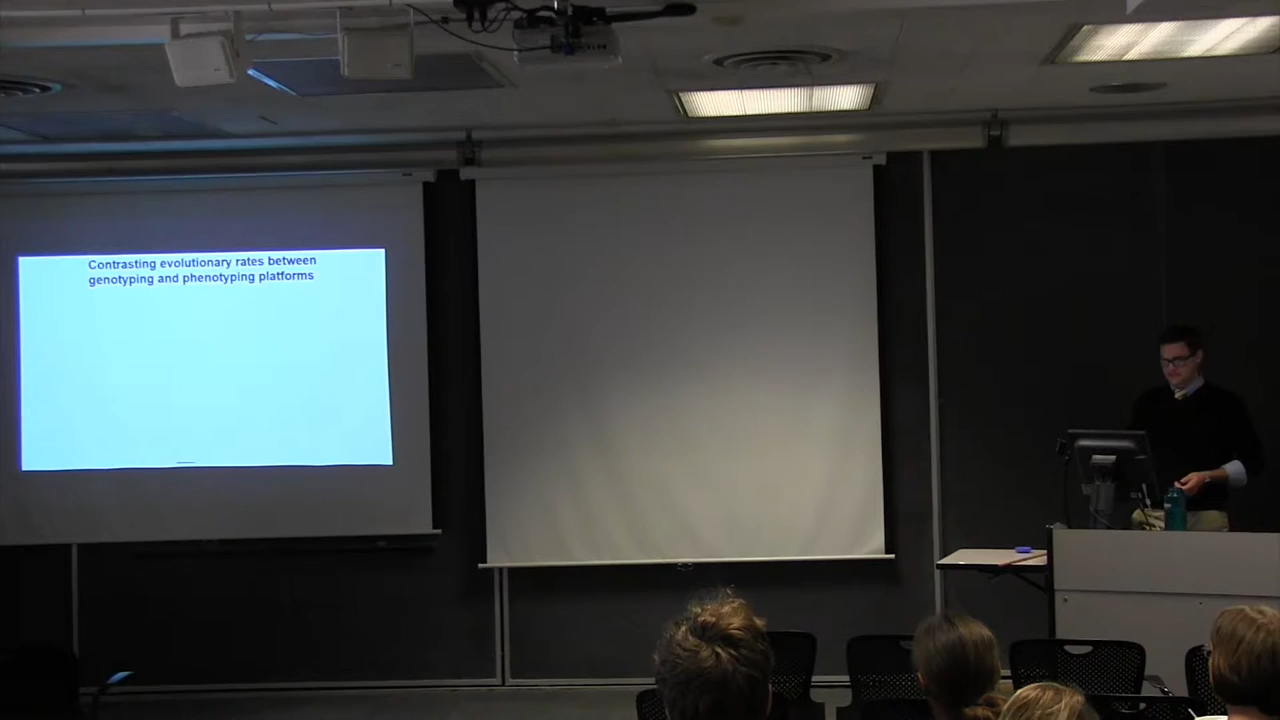 Contrasting evolutionary rates between
genotyping and phenotyping platforms